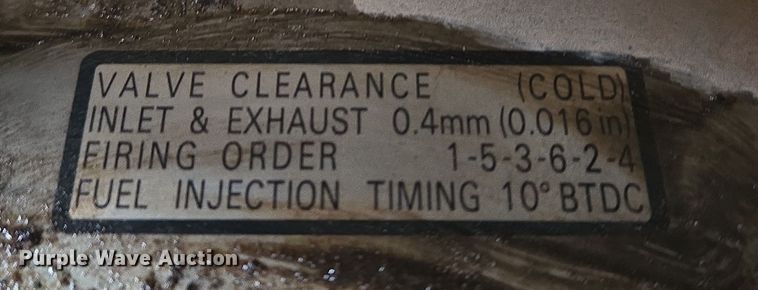 VALVE CLEARANCE (COLD)
INLET & EXHAUST 0.4mm (0.016 in)
FIRING ORDER 1-5-3-6-2-4
FUEL INJECTION TIMING 10° BTDC
Purple Wave Auction